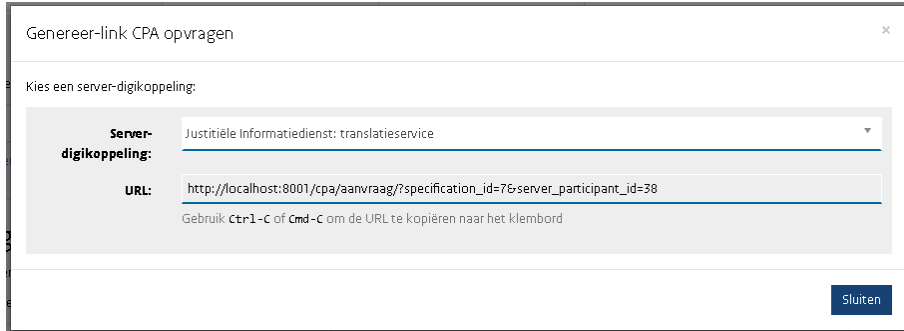 Genereer-link CPA opvragen
×
Kies een server-digikoppeling:
Server-
digikoppeling:
Justitiële Informatiedienst: translatieservice
URL:
http://localhost:8001/cpa/aanvraag/?specification_id=7&server_participant_id=38
Gebruik Ctrl-C of Cmd-C om de URL te kopiëren naar het klembord
Sluiten